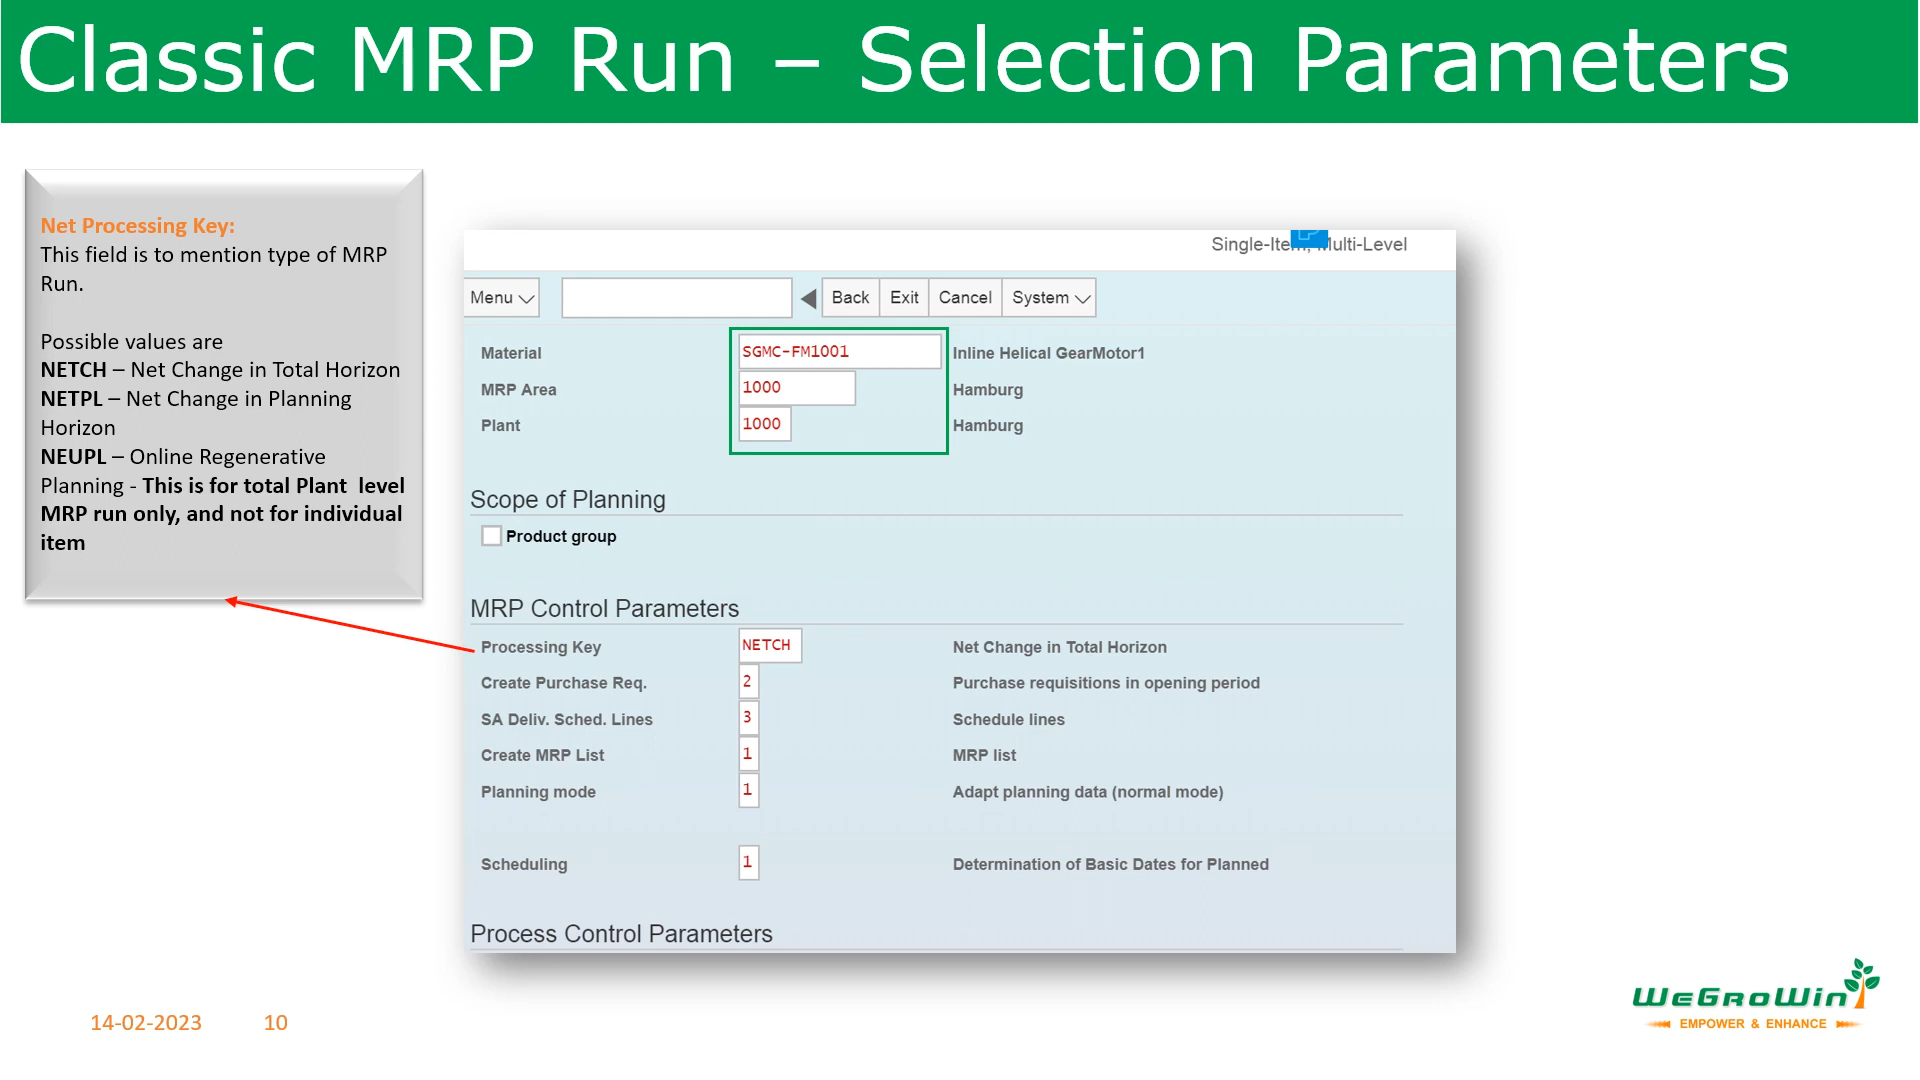 Classic MRP Run – Selection Parameters
Net Processing Key:
This field is to mention type of MRP
Run.
Possible values are
NETCH – Net Change in Total Horizon
NETPL – Net Change in Planning
Horizon
NEUPL – Online Regenerative
Planning - This is for total Plant level
MRP run only, and not for individual
item
Single-Item, Multi-Level
Menu Back Exit Cancel System
Material SGMC-FM1001 Inline Helical GearMotor1
MRP Area 1000 Hamburg
Plant 1000 Hamburg
Scope of Planning
Product group
MRP Control Parameters
Processing Key NETCH Net Change in Total Horizon
Create Purchase Req. 2 Purchase requisitions in opening period
SA Deliv. Sched. Lines 3 Schedule lines
Create MRP List 1 MRP list
Planning mode 1 Adapt planning data (normal mode)
Scheduling 1 Determination of Basic Dates for Planned
Process Control Parameters
14-02-2023 10
WeGroWin
EMPOWER & ENHANCE